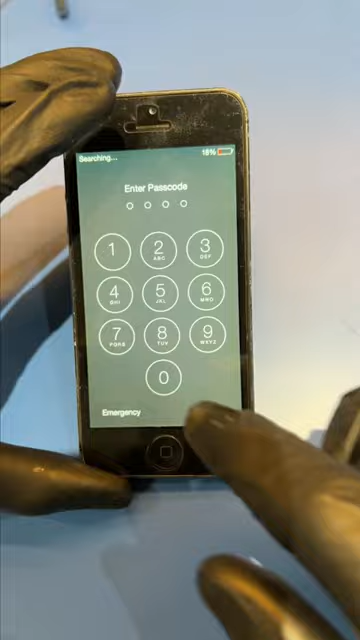 Searching... 18%
Enter Passcode
1 2 ABC 3 DEF
4 GHI 5 JKL 6 MNO
7 PQRS 8 TUV 9 WXYZ
0
Emergency